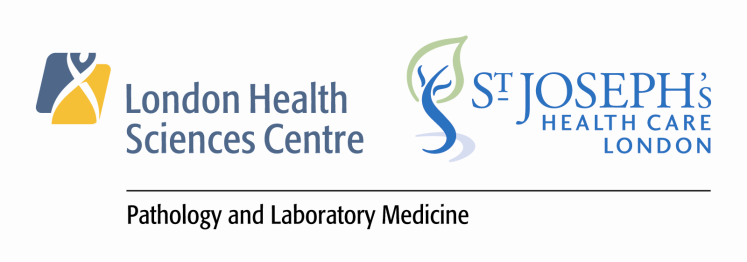 London Health
Sciences Centre
ST JOSEPH's
HEALTH CARE
LONDON
Pathology and Laboratory Medicine